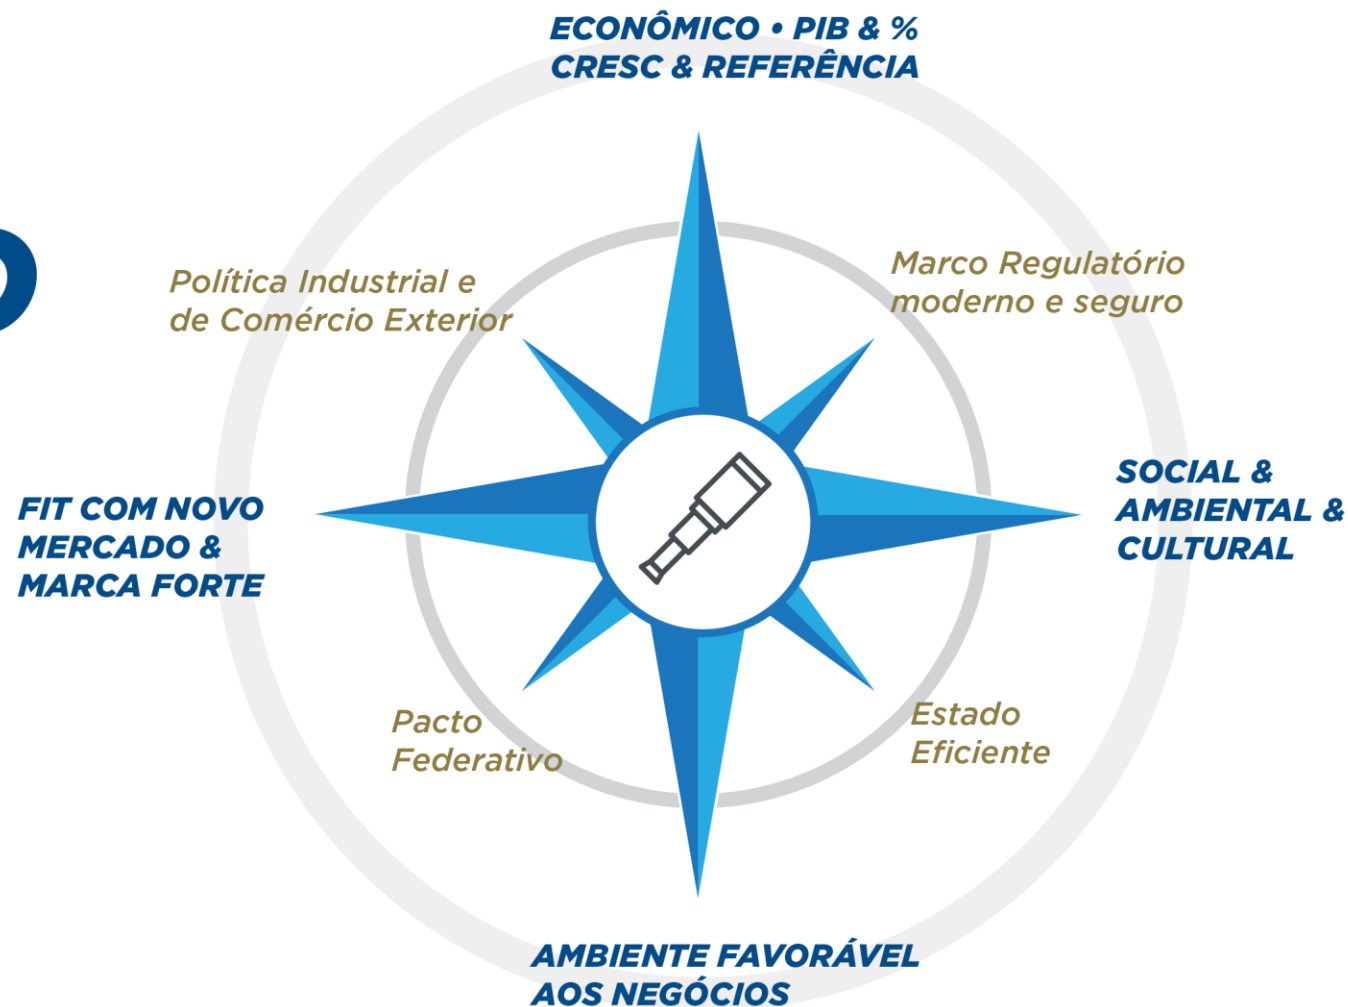 ECONÔMICO • PIB & %
CRESC & REFERÊNCIA
Política Industrial e
de Comércio Exterior
Marco Regulatório
moderno e seguro
FIT COM NOVO
MERCADO &
MARCA FORTE
SOCIAL &
AMBIENTAL &
CULTURAL
Pacto
Federativo
Estado
Eficiente
AMBIENTE FAVORÁVEL
AOS NEGÓCIOS